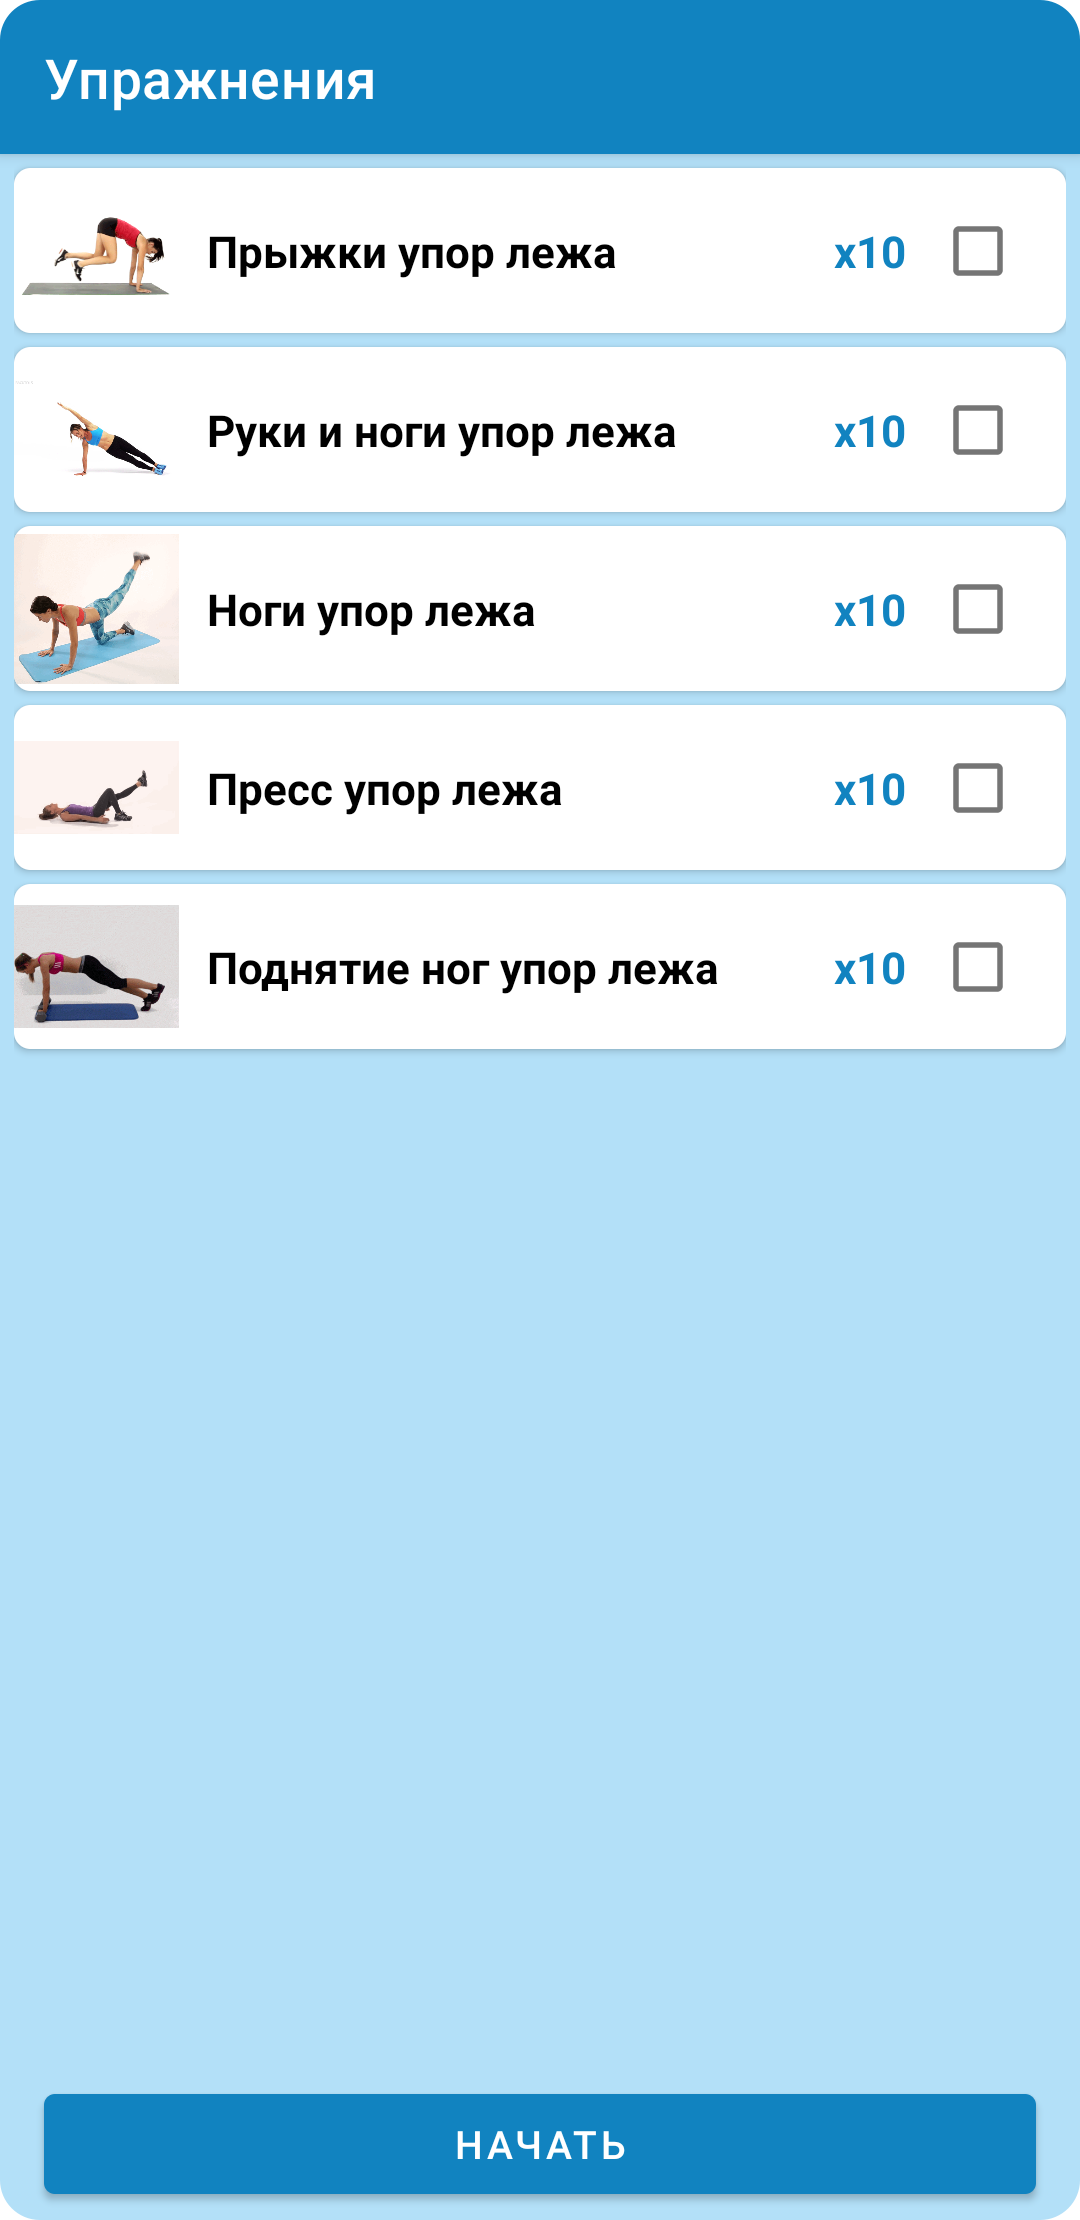 Упражнения
Прыжки упор лежа x10
Руки и ноги упор лежа x10
Ноги упор лежа x10
Пресс упор лежа x10
Поднятие ног упор лежа x10
НАЧАТЬ